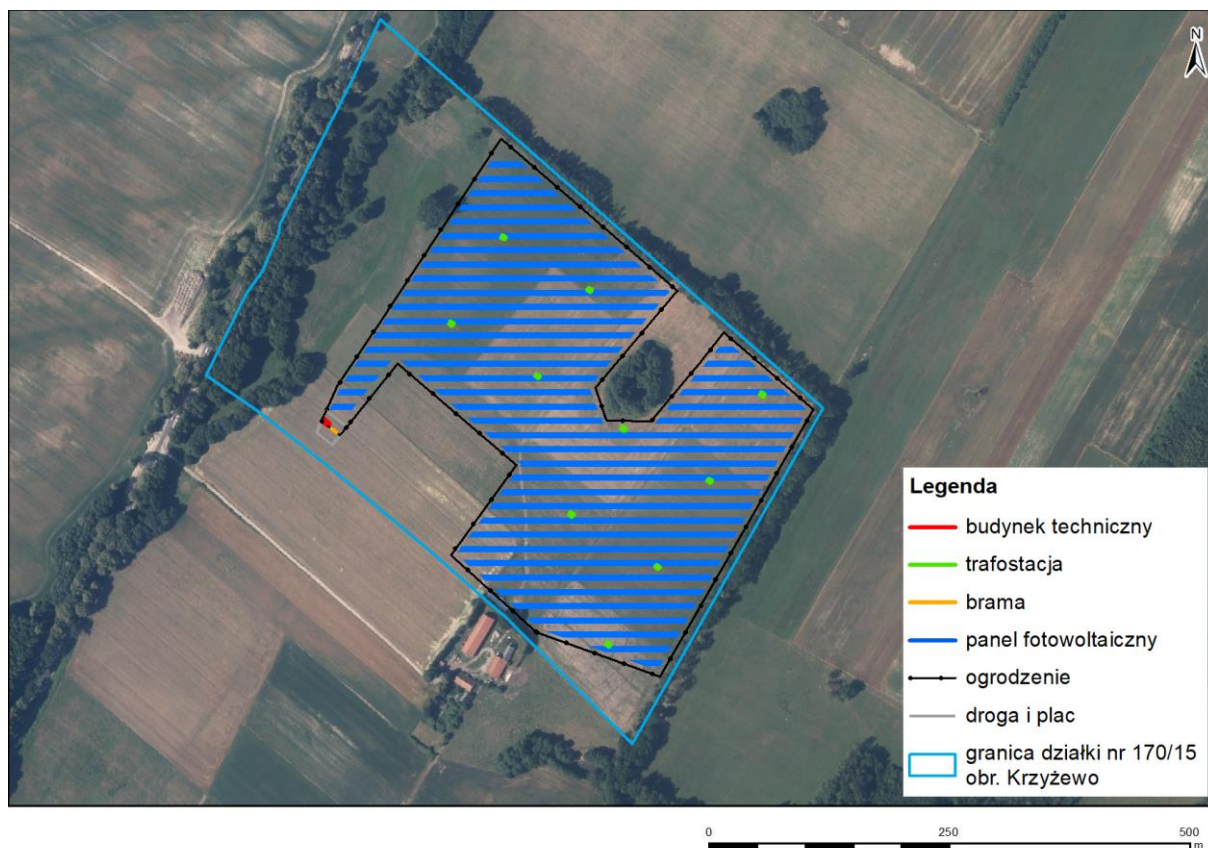 N
Legenda
budynek techniczny
trafostacja
brama
panel fotowoltaiczny
ogrodzenie
droga i plac
granica działki nr 170/15
obr. Krzyżewo
0 250 500
m